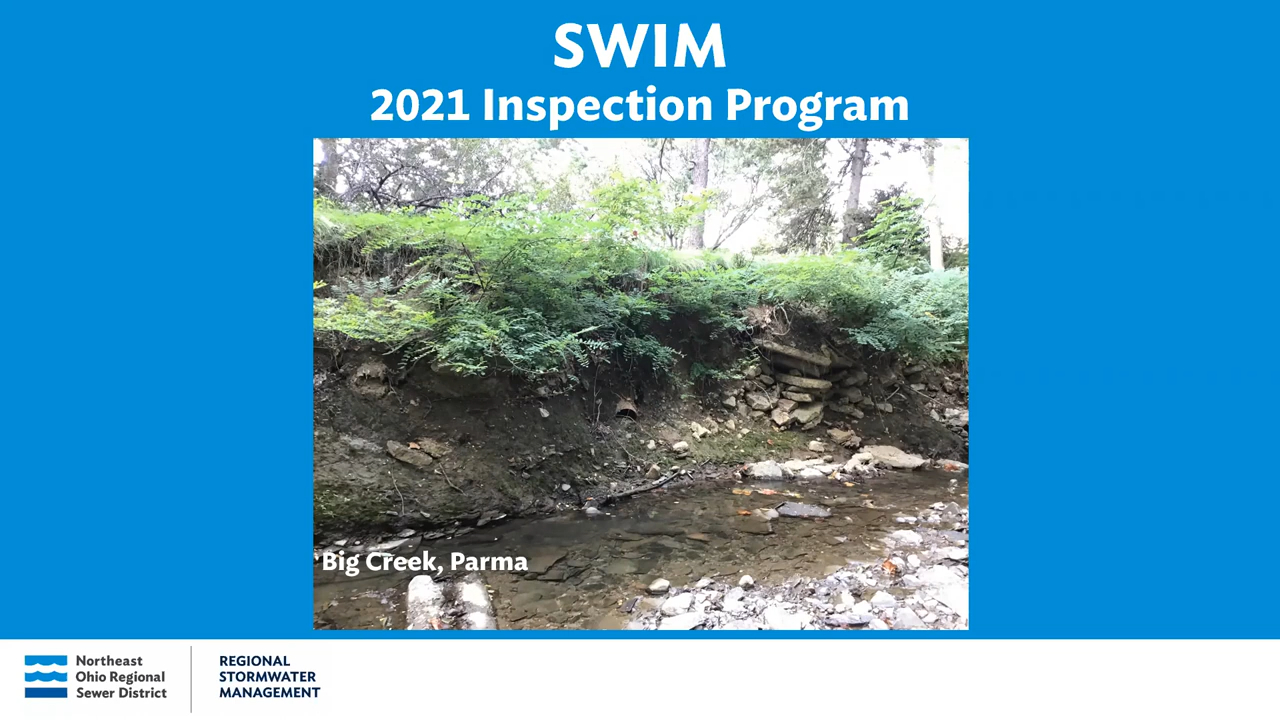 SWIM
2021 Inspection Program
Big Creek, Parma
Northeast
Ohio Regional
Sewer District
REGIONAL
STORMWATER
MANAGEMENT